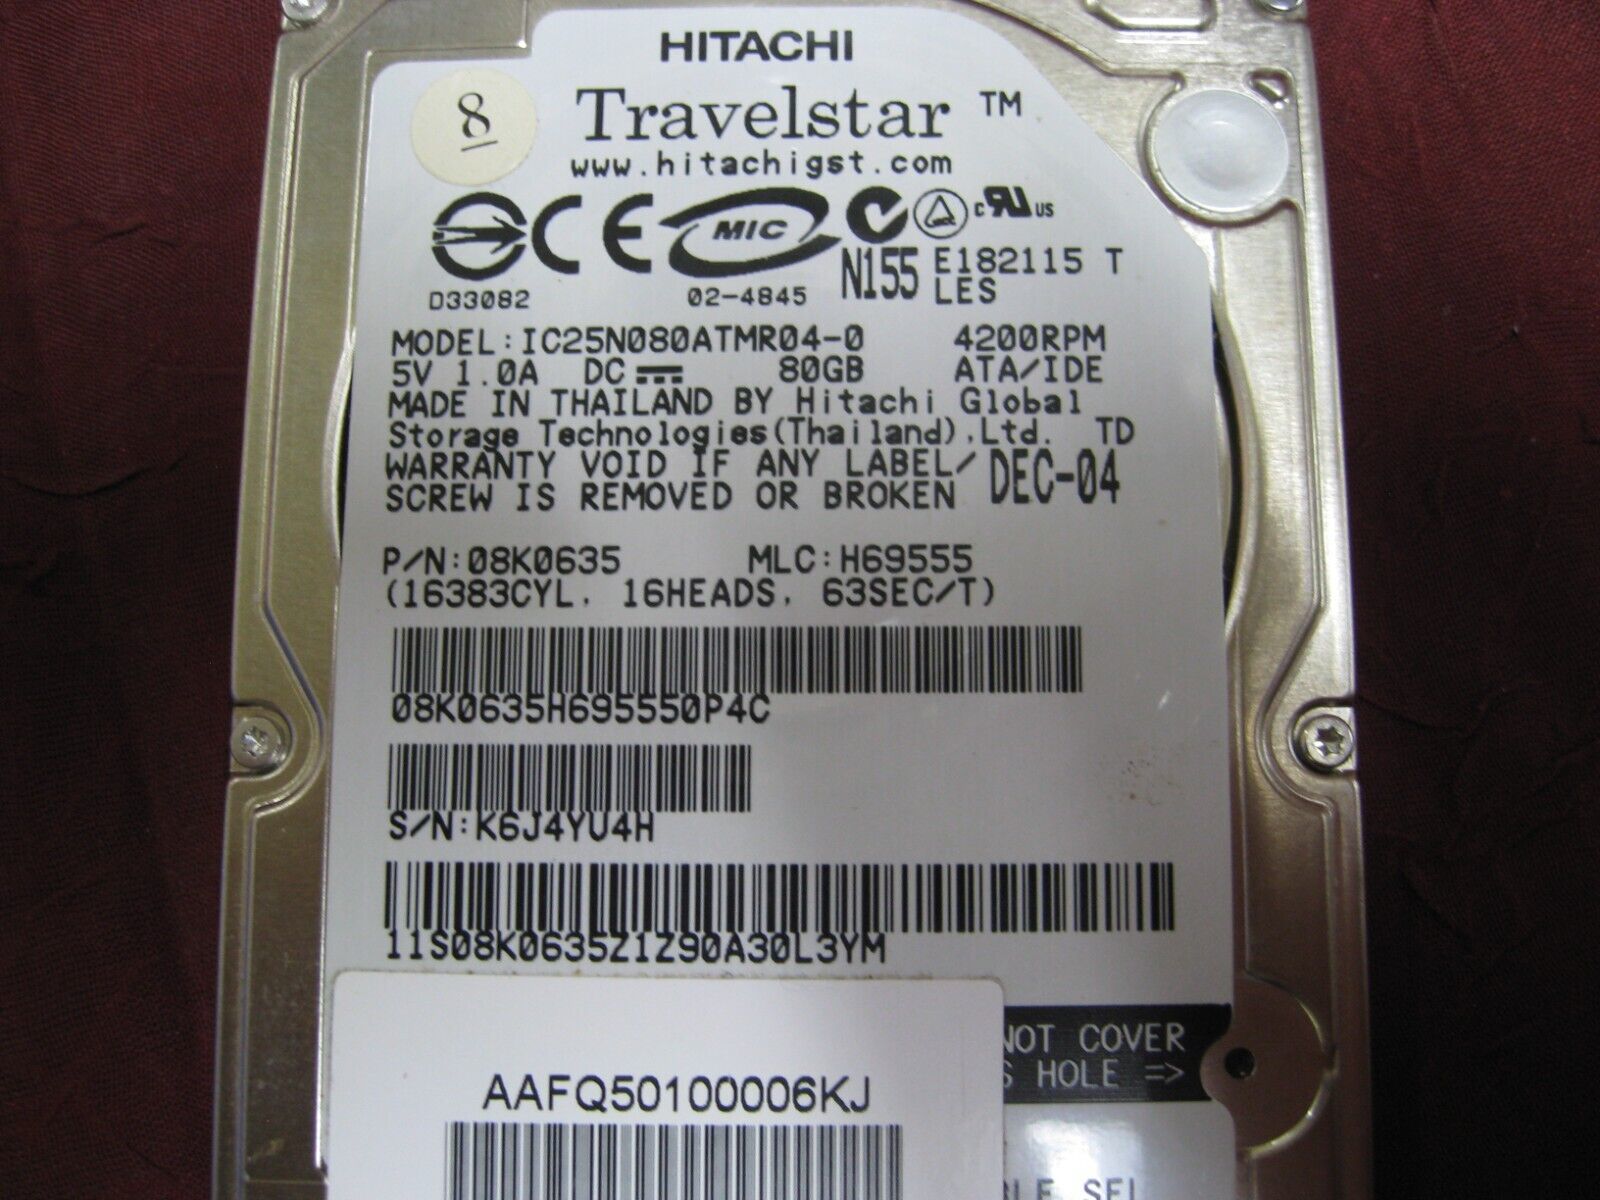 HITACHI
8
Travelstar ™
www.hitachigst.com
CE MIC c RU US
N155 E182115 T
LES
D33082 02-4845
MODEL:IC25N080ATMR04-0 4200RPM
5V 1.0A DC 80GB ATA/IDE
MADE IN THAILAND BY Hitachi Global
Storage Technologies(Thailand),Ltd. TD
WARRANTY VOID IF ANY LABEL/
SCREW IS REMOVED OR BROKEN DEC-04
P/N:08K0635 MLC:H69555
(16383CYL. 16HEADS. 63SEC/T)
08K0635H695550P4C
S/N:K6J4YU4H
11S08K0635Z1Z90A30L3YM
NOT COVER
HOLE =>
AAFQ50100006KJ